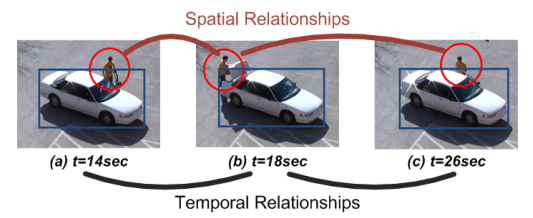 Spatial Relationships
(a) t=14sec
(b) t=18sec
(c) t=26sec
Temporal Relationships